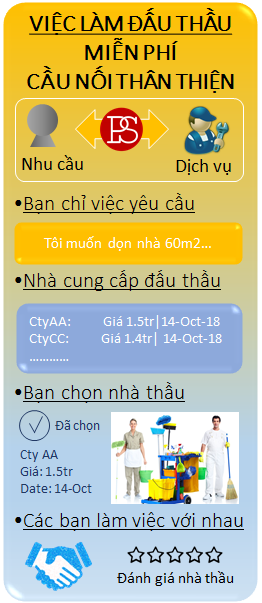 VIỆC LÀM ĐẤU THẦU
MIỄN PHÍ
CẦU NỐI THÂN THIỆN
PS
Nhu cầu
Dịch vụ
•Bạn chỉ việc yêu cầu
Tôi muốn dọn nhà 60m2...
•Nhà cung cấp đấu thầu
CtyAA: Giá 1.5tr|14-Oct-18
CtyCC: Giá 1.4tr| 14-Oct-18
............
•Bạn chọn nhà thầu
Đã chọn
Cty AA
Giá: 1.5tr
Date: 14-Oct
•Các bạn làm việc với nhau
Đánh giá nhà thầu